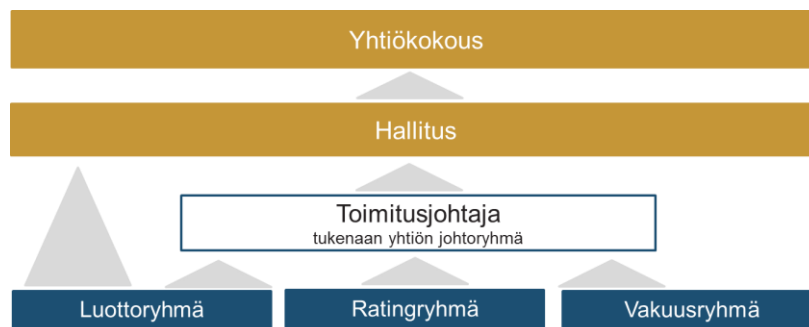 Yhtiökokous
Hallitus
Toimitusjohtaja
tukenaan yhtiön johtoryhmä
Luottoryhmä
Ratingryhmä
Vakuusryhmä